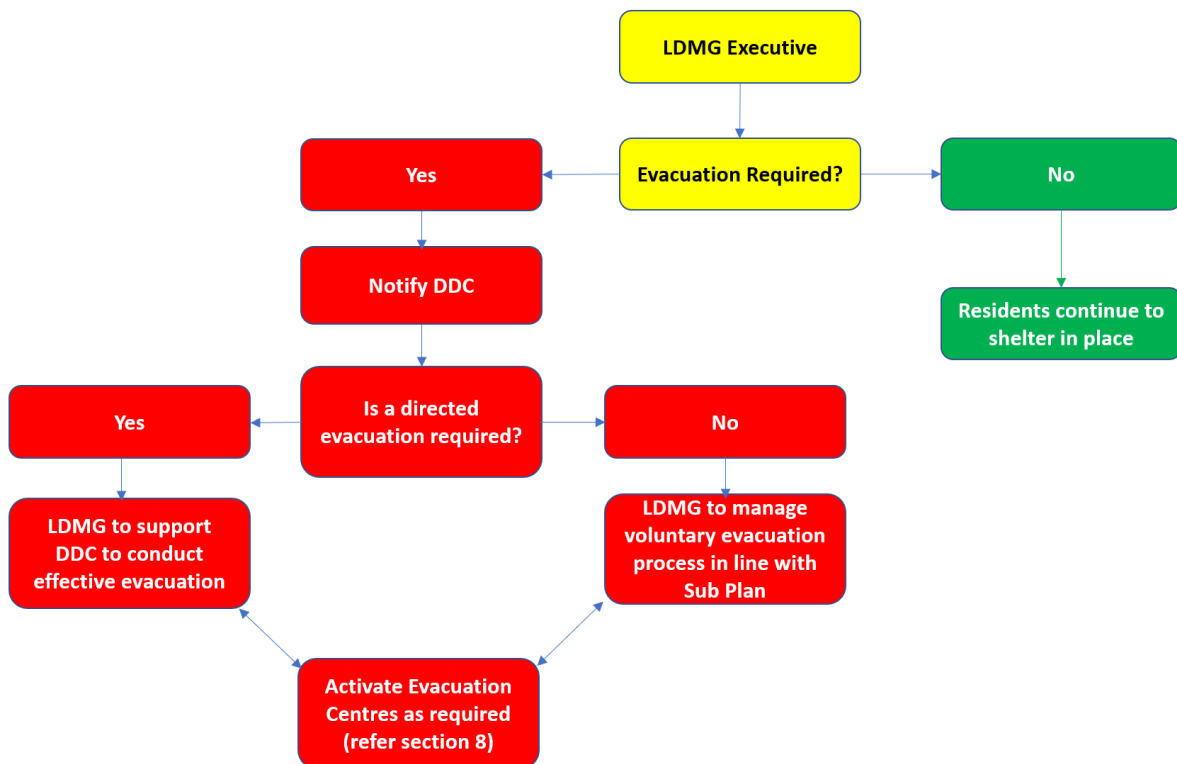 LDMG Executive
Yes
Evacuation Required?
No
Notify DDC
Residents continue to
shelter in place
Yes
Is a directed
evacuation required?
No
LDMG to support
DDC to conduct
effective evacuation
LDMG to manage
voluntary evacuation
process in line with
Sub Plan
Activate Evacuation
Centres as required
(refer section 8)